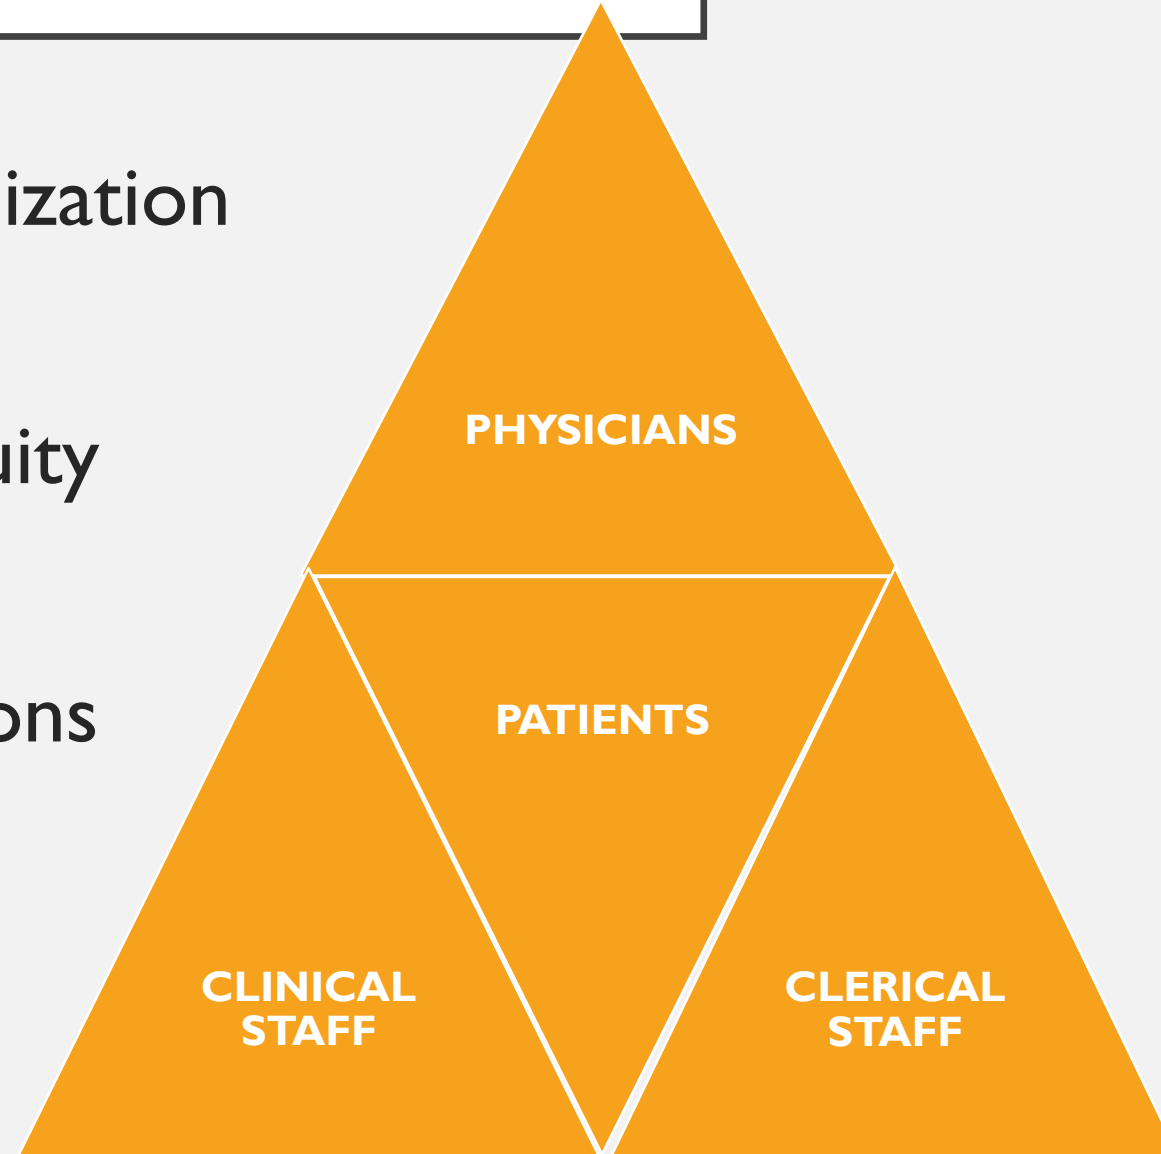 ization
PHYSICIANS
uity
PATIENTS
ons
CLINICAL
STAFF
CLERICAL
STAFF